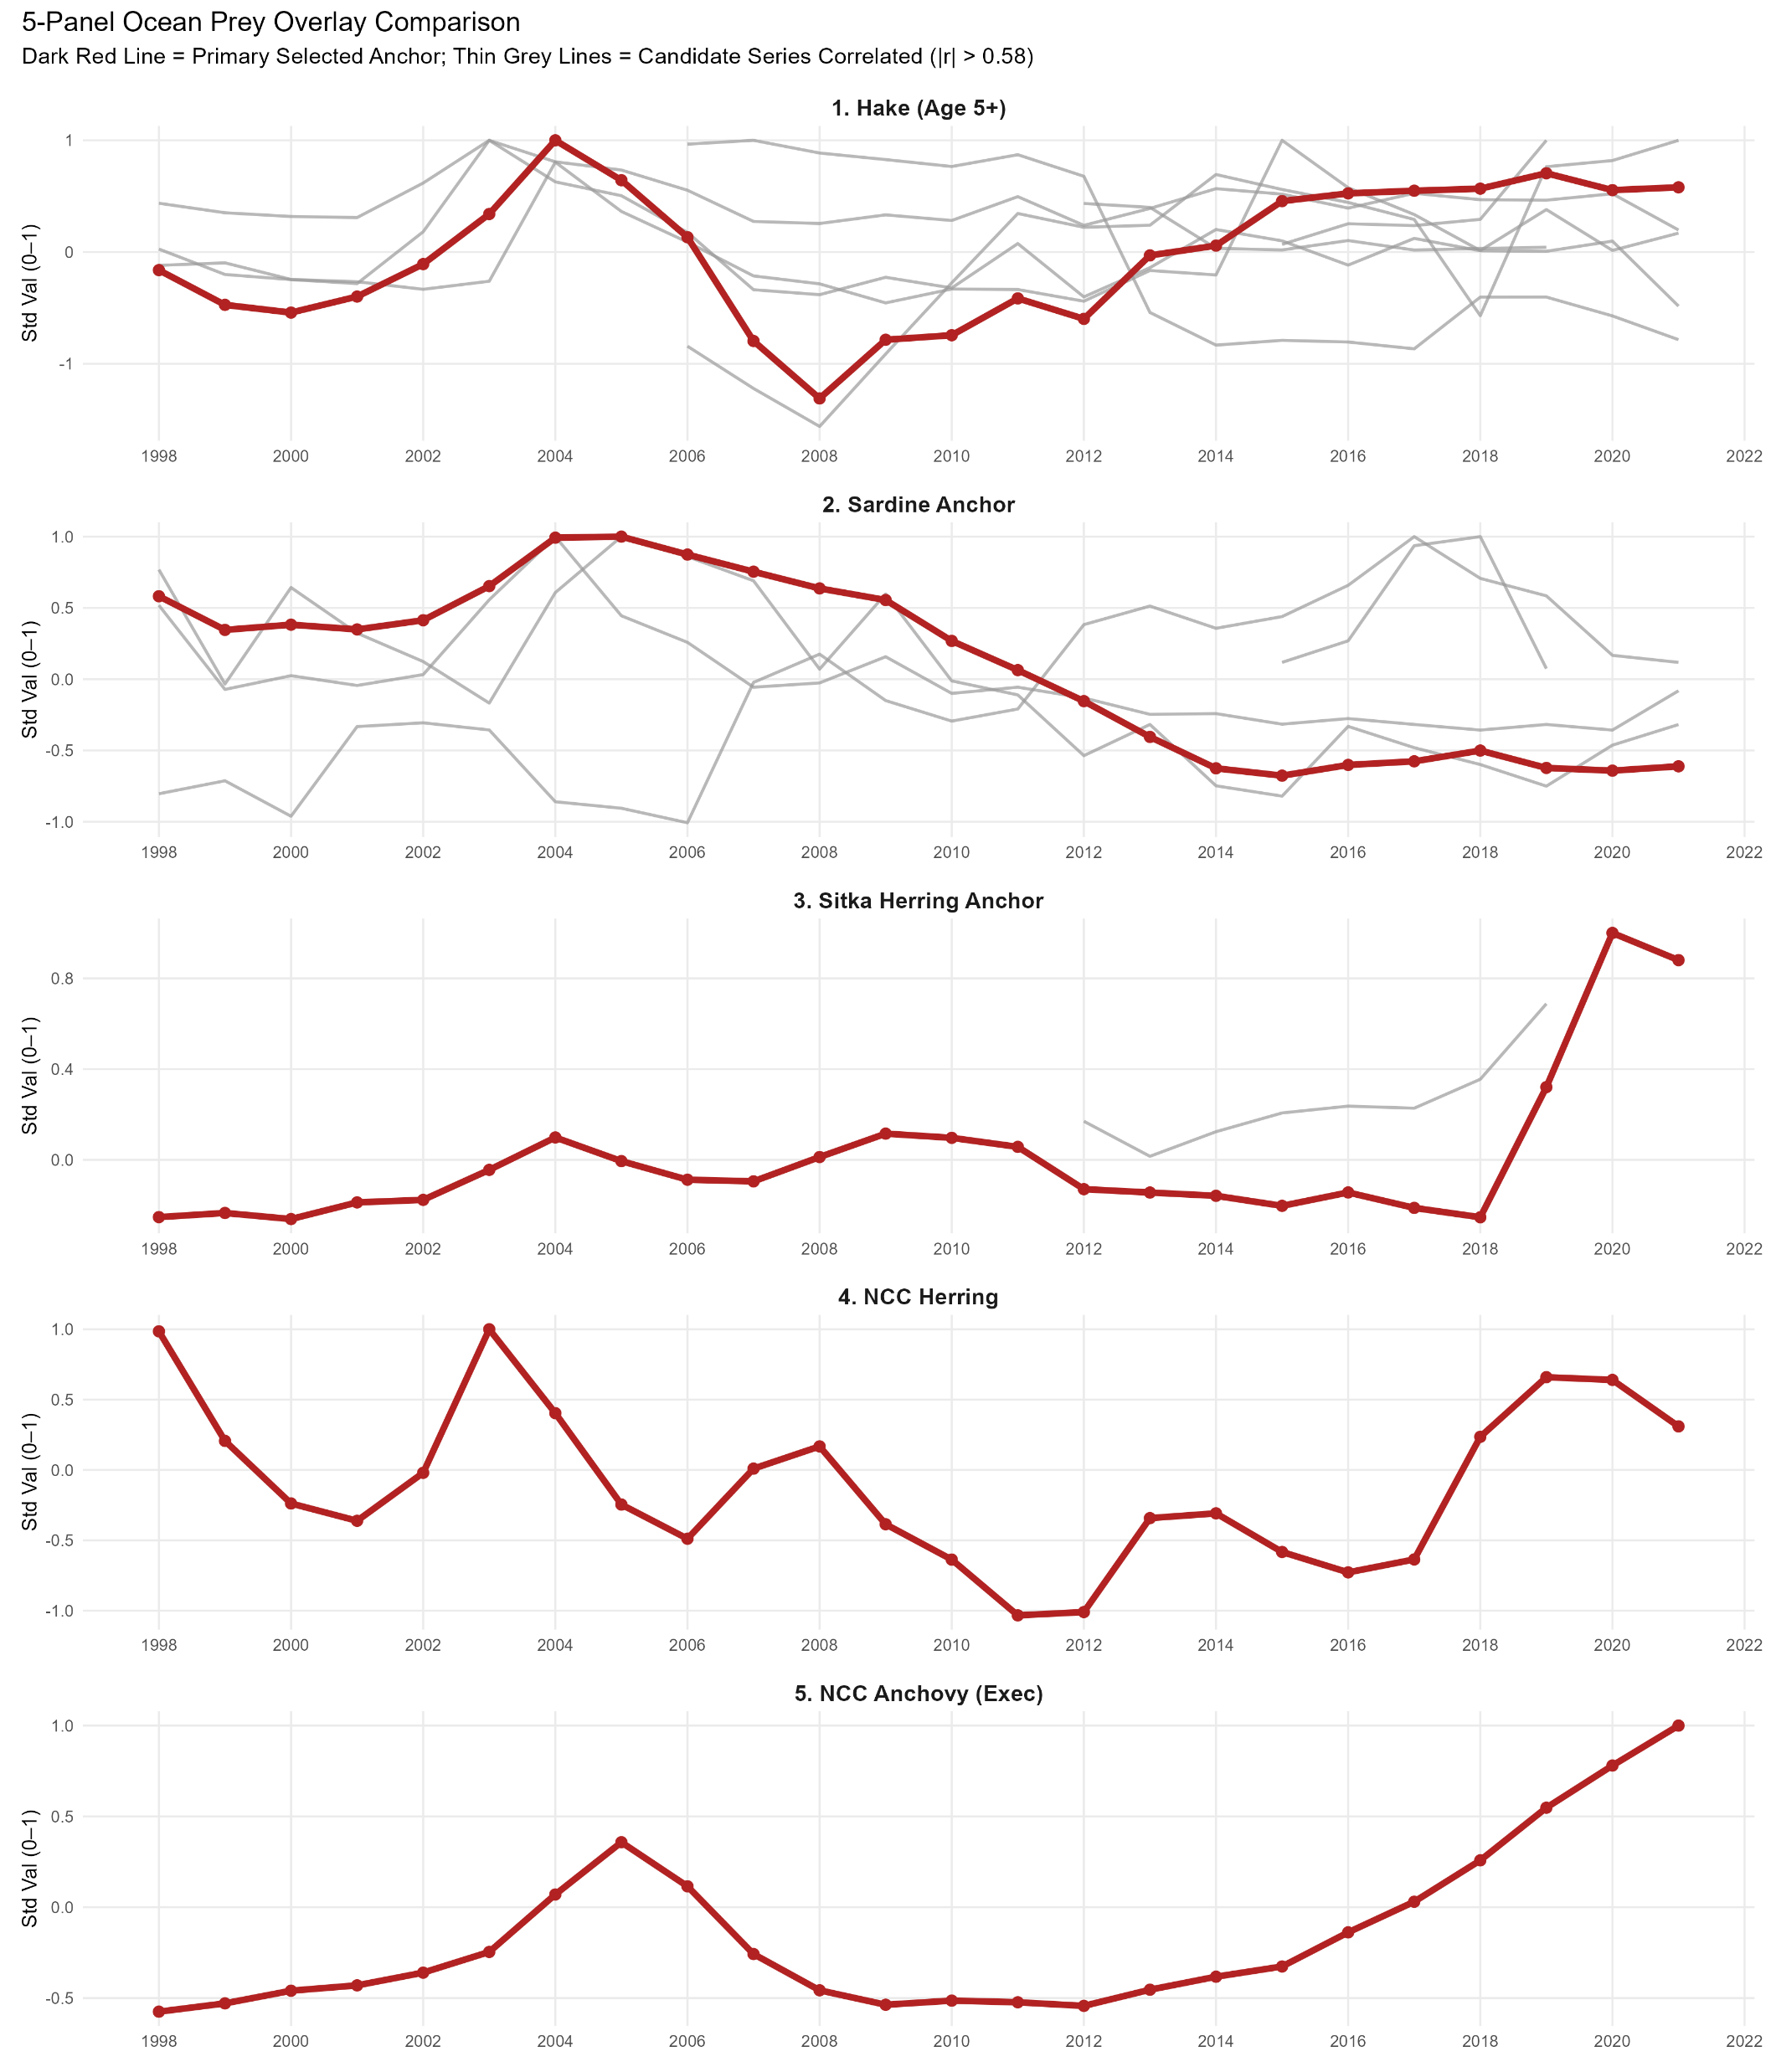 5-Panel Ocean Prey Overlay Comparison
Dark Red Line = Primary Selected Anchor; Thin Grey Lines = Candidate Series Correlated (|r| > 0.58)
1. Hake (Age 5+)
Std Val (0–1)
1
0
-1
1998 2000 2002 2004 2006 2008 2010 2012 2014 2016 2018 2020 2022
2. Sardine Anchor
Std Val (0–1)
1.0
0.5
0.0
-0.5
-1.0
1998 2000 2002 2004 2006 2008 2010 2012 2014 2016 2018 2020 2022
3. Sitka Herring Anchor
Std Val (0–1)
0.8
0.4
0.0
1998 2000 2002 2004 2006 2008 2010 2012 2014 2016 2018 2020 2022
4. NCC Herring
Std Val (0–1)
1.0
0.5
0.0
-0.5
-1.0
1998 2000 2002 2004 2006 2008 2010 2012 2014 2016 2018 2020 2022
5. NCC Anchovy (Exec)
Std Val (0–1)
1.0
0.5
0.0
-0.5
1998 2000 2002 2004 2006 2008 2010 2012 2014 2016 2018 2020 2022